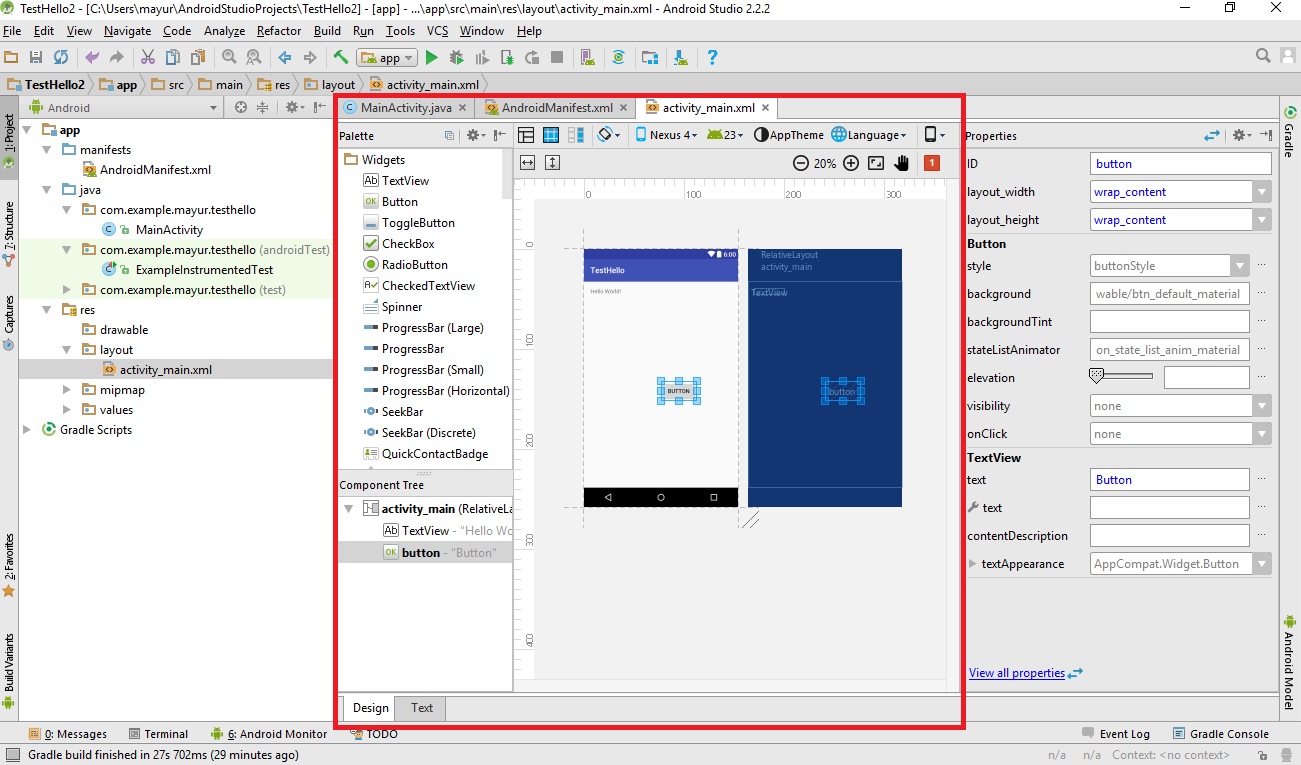 TestHello2 - [C:\Users\mayur\AndroidStudioProjects\TestHello2] - [app] - ...\app\src\main\res\layout\activity_main.xml - Android Studio 2.2.2
File Edit View Navigate Code Analyze Refactor Build Run Tools VCS Window Help
app
TestHello2 app src main res layout activity_main.xml
1: Project
7: Structure
Captures
2: Favorites
Build Variants
Android
app
manifests
AndroidManifest.xml
java
com.example.mayur.testhello
MainActivity
com.example.mayur.testhello (androidTest)
ExampleInstrumentedTest
com.example.mayur.testhello (test)
res
drawable
layout
activity_main.xml
mipmap
values
Gradle Scripts
MainActivity.java AndroidManifest.xml activity_main.xml
Palette
Widgets
Ab TextView
OK Button
ToggleButton
CheckBox
RadioButton
CheckedTextView
Spinner
ProgressBar (Large)
ProgressBar
ProgressBar (Small)
ProgressBar (Horizontal)
SeekBar
SeekBar (Discrete)
QuickContactBadge
Component Tree
activity_main (RelativeLa
Ab TextView - "Hello Wo
OK button - "Button"
Nexus 4 23 AppTheme Language
20% 1
0 100 200 300
0
100
200
300
400
6:00
TestHello
Hello World!
BUTTON
RelativeLayout
activity_main
TextView
button
Design Text
Properties
ID button
layout_width wrap_content
layout_height wrap_content
Button
style buttonStyle ...
background wable/btn_default_material ...
backgroundTint ...
stateListAnimator on_state_list_anim_material ...
elevation ...
visibility none
onClick none
TextView
text Button ...
text ...
contentDescription ...
textAppearance AppCompat.Widget.Button
View all properties
Gradle
Android Model
0: Messages Terminal 6: Android Monitor TODO Event Log Gradle Console
Gradle build finished in 27s 702ms (29 minutes ago) n/a n/a Context: <no context>